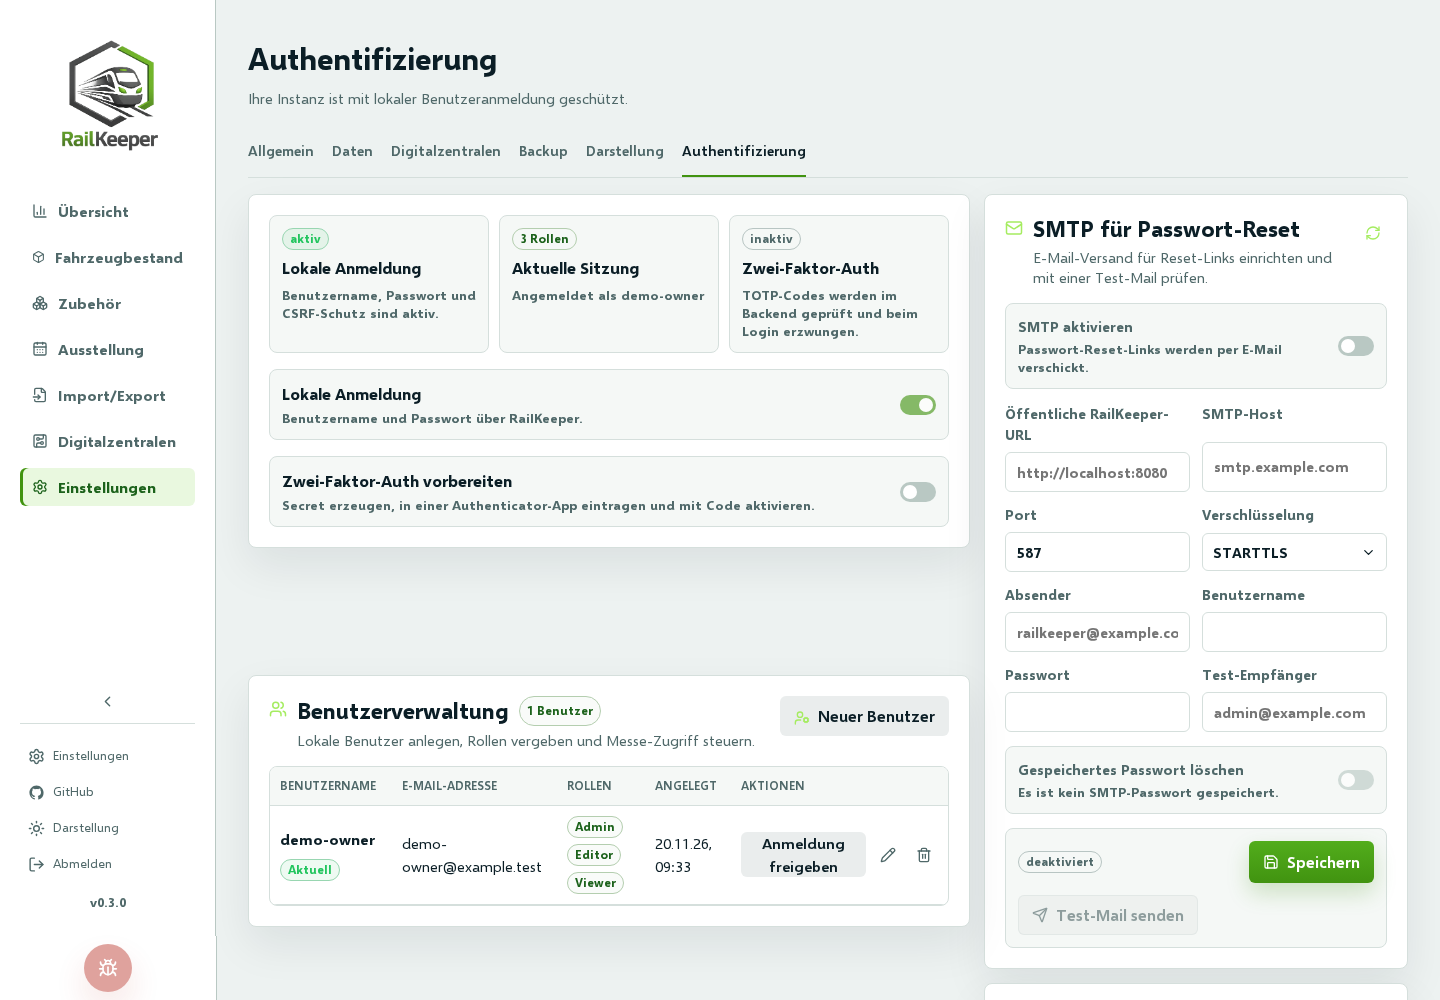 RailKeeper
Übersicht
Fahrzeugbestand
Zubehör
Ausstellung
Import/Export
Digitalzentralen
Einstellungen
Einstellungen
GitHub
Darstellung
Abmelden
v0.3.0
Authentifizierung
Ihre Instanz ist mit lokaler Benutzeranmeldung geschützt.
Allgemein Daten Digitalzentralen Backup Darstellung Authentifizierung
aktiv
Lokale Anmeldung
Benutzername, Passwort und
CSRF-Schutz sind aktiv.
3 Rollen
Aktuelle Sitzung
Angemeldet als demo-owner
inaktiv
Zwei-Faktor-Auth
TOTP-Codes werden im
Backend geprüft und beim
Login erzwungen.
Lokale Anmeldung
Benutzername und Passwort über RailKeeper.
Zwei-Faktor-Auth vorbereiten
Secret erzeugen, in einer Authenticator-App eintragen und mit Code aktivieren.
Benutzerverwaltung 1 Benutzer
Lokale Benutzer anlegen, Rollen vergeben und Messe-Zugriff steuern.
Neuer Benutzer
BENUTZERNAME E-MAIL-ADRESSE ROLLEN ANGELEGT AKTIONEN
demo-owner
Aktuell
demo-
owner@example.test
Admin
Editor
Viewer
20.11.26,
09:33
Anmeldung
freigeben
SMTP für Passwort-Reset
E-Mail-Versand für Reset-Links einrichten und
mit einer Test-Mail prüfen.
SMTP aktivieren
Passwort-Reset-Links werden per E-Mail
verschickt.
Öffentliche RailKeeper-
URL
http://localhost:8080
SMTP-Host
smtp.example.com
Port
587
Verschlüsselung
STARTTLS
Absender
railkeeper@example.co
Benutzername
Passwort
Test-Empfänger
admin@example.com
Gespeichertes Passwort löschen
Es ist kein SMTP-Passwort gespeichert.
deaktiviert
Speichern
Test-Mail senden